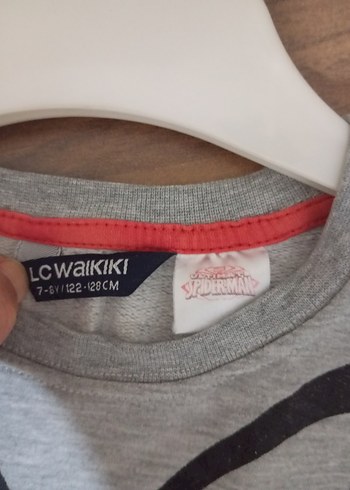 LC WAIKIKI
7-8Y/122-128CM
SPIDER-MAN